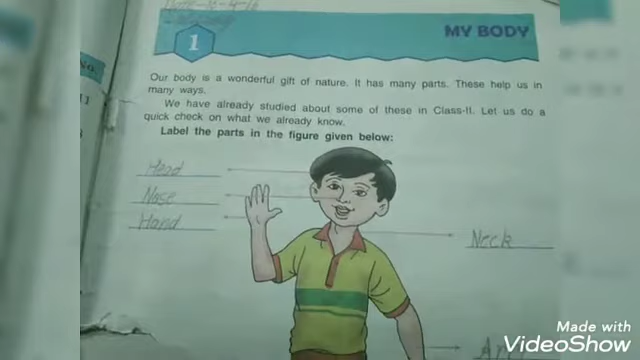 1
MY BODY
Our body is a wonderful gift of nature. It has many parts. These help us in
many ways.
We have already studied about some of these in Class-II. Let us do a
quick check on what we already know.
Label the parts in the figure given below:
Head
Nose
Hand
Neck
Made with
VideoShow